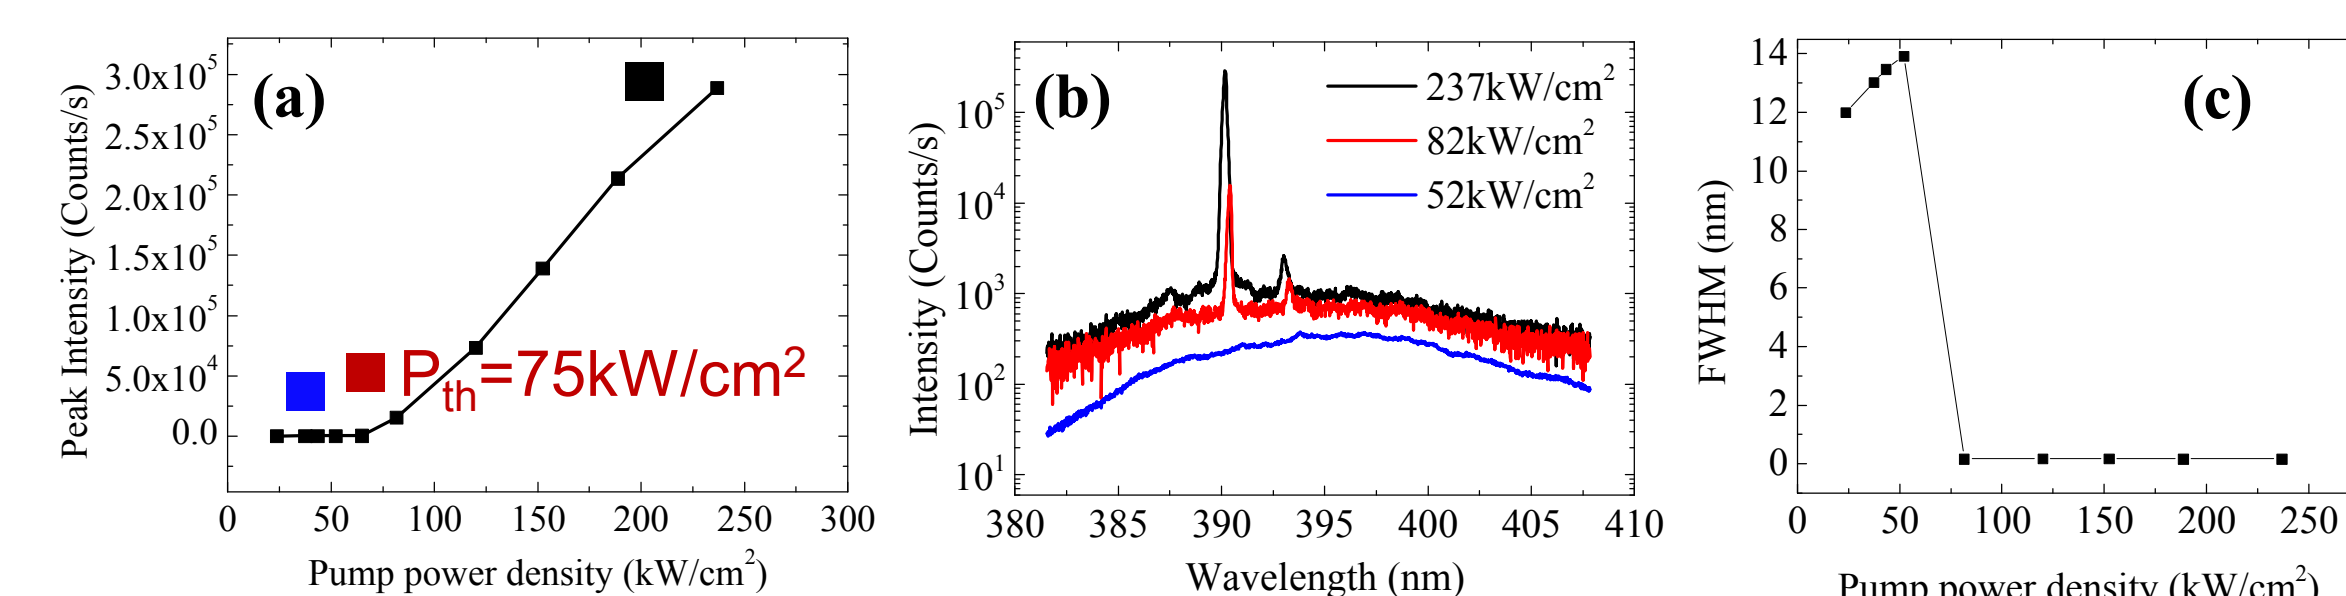 (a)
Peak Intensity (Counts/s)
3.0x10^5
2.5x10^5
2.0x10^5
1.5x10^5
1.0x10^5
5.0x10^4
0.0
P_th=75kW/cm²
0 50 100 150 200 250 300
Pump power density (kW/cm²)
(b)
Intensity (Counts/s)
10^5
10^4
10^3
10^2
10^1
237kW/cm²
82kW/cm²
52kW/cm²
380 385 390 395 400 405 410
Wavelength (nm)
(c)
FWHM (nm)
14
12
10
8
6
4
2
0
0 50 100 150 200 250
Pump power density (kW/cm²)